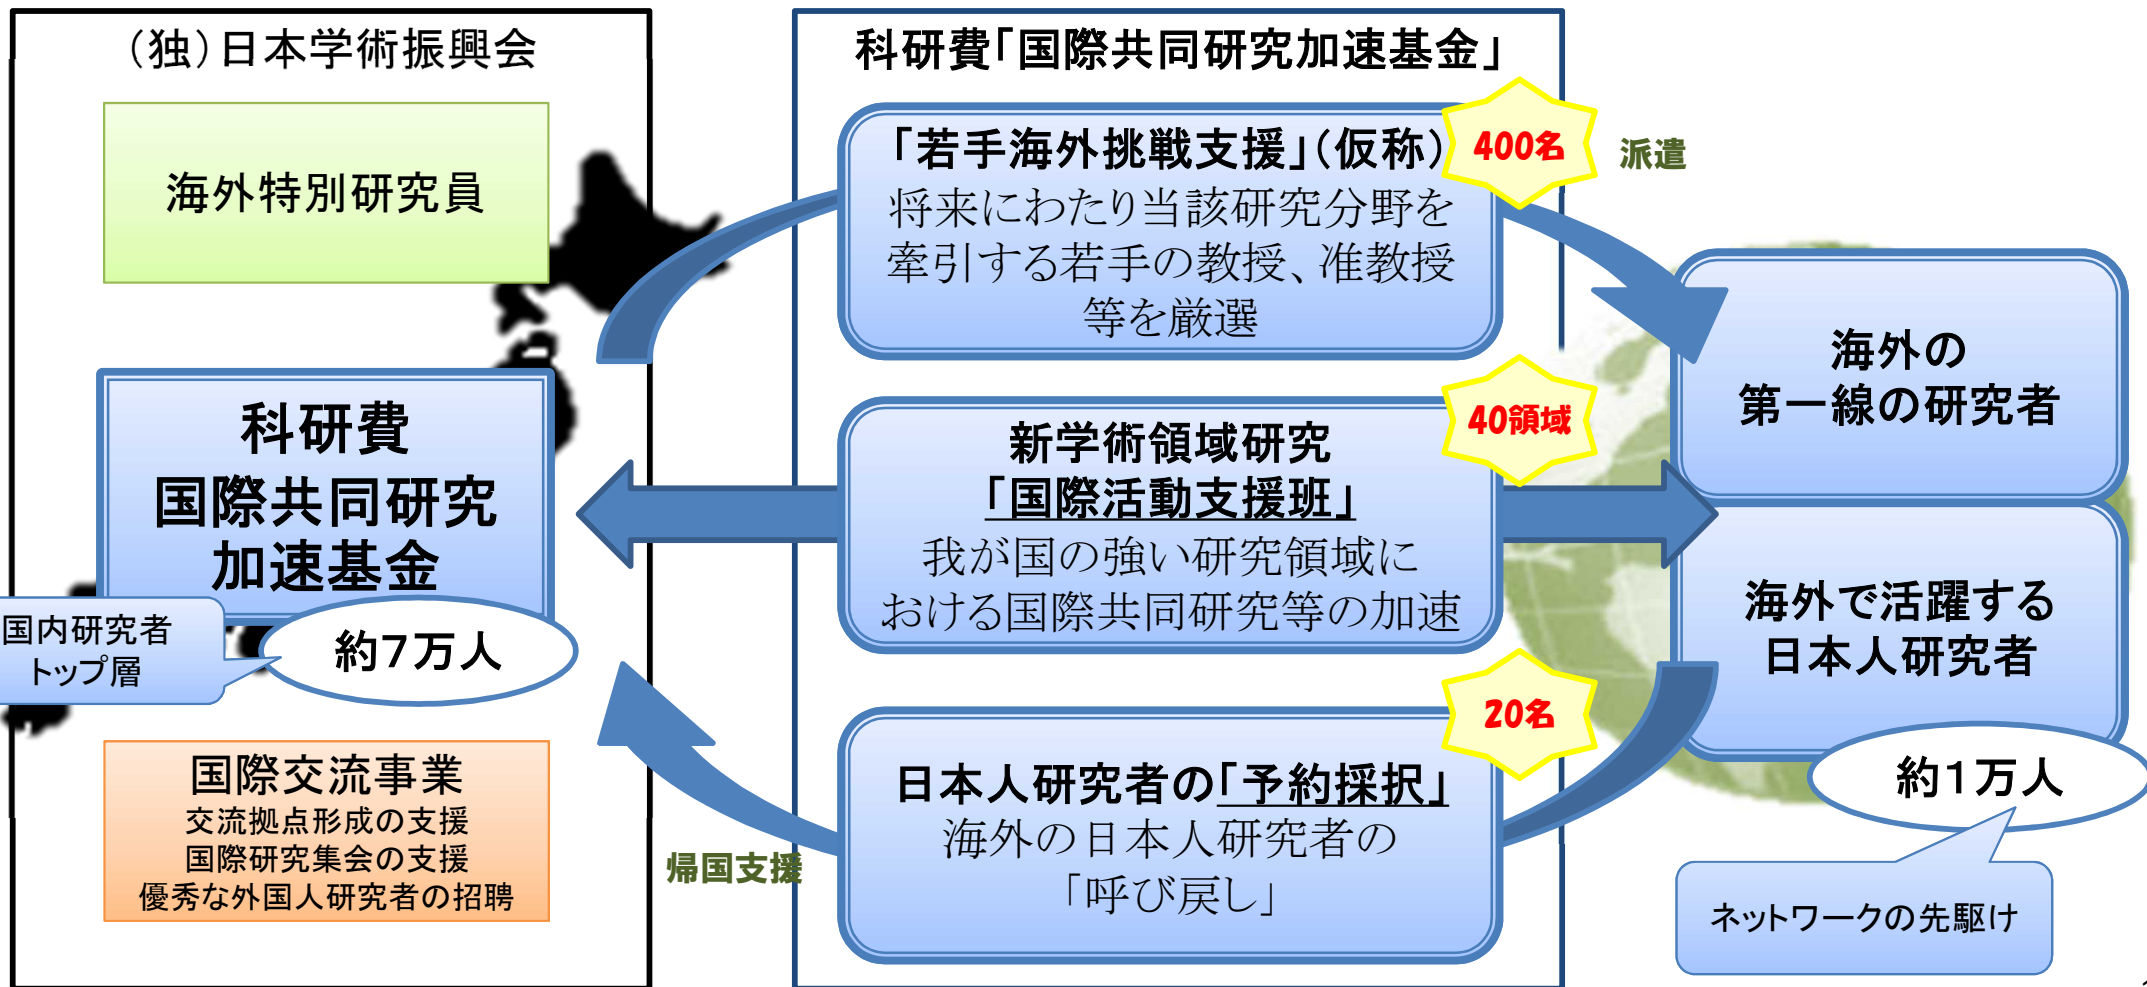 (独)日本学術振興会
海外特別研究員
科研費
国際共同研究
加速基金
国内研究者
トップ層
約7万人
国際交流事業
交流拠点形成の支援
国際研究集会の支援
優秀な外国人研究者の招聘
科研費「国際共同研究加速基金」
「若手海外挑戦支援」(仮称)
将来にわたり当該研究分野を
牽引する若手の教授、准教授
等を厳選
400名
派遣
新学術領域研究
「国際活動支援班」
我が国の強い研究領域に
おける国際共同研究等の加速
40領域
日本人研究者の「予約採択」
海外の日本人研究者の
「呼び戻し」
20名
帰国支援
海外の
第一線の研究者
海外で活躍する
日本人研究者
約1万人
ネットワークの先駆け